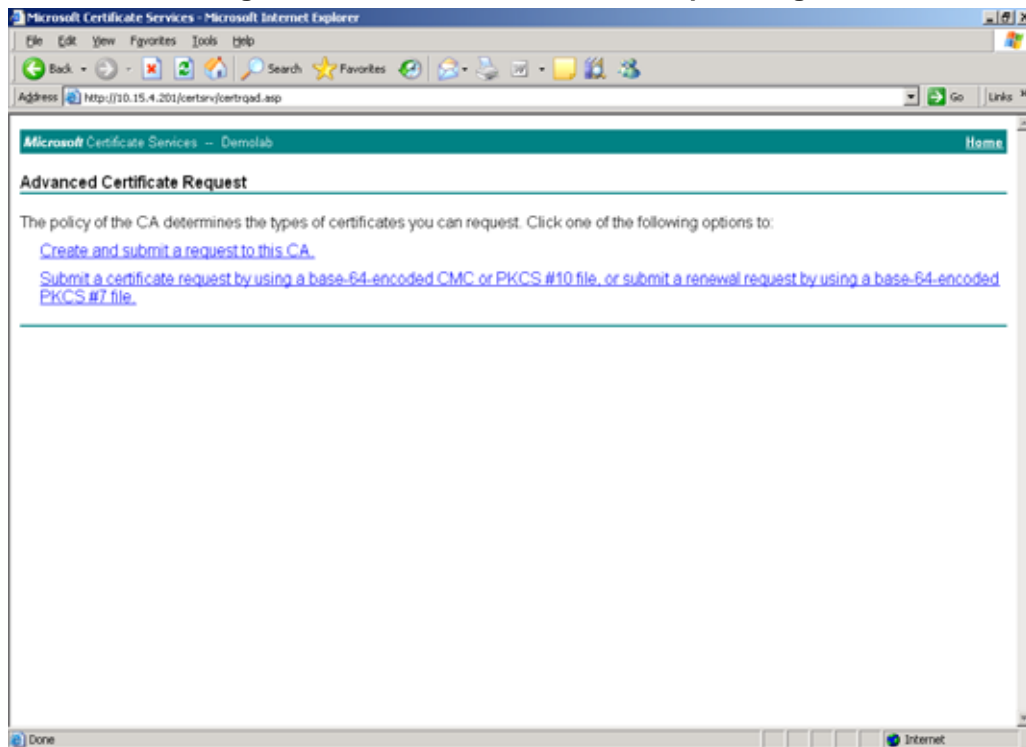 Microsoft Certificate Services - Microsoft Internet Explorer
File Edit View Favorites Tools Help
Back Search Favorites
Address http://10.15.4.201/certsrv/certrqad.asp Go Links »
Microsoft Certificate Services -- Demolab Home
Advanced Certificate Request
The policy of the CA determines the types of certificates you can request. Click one of the following options to:
Create and submit a request to this CA.
Submit a certificate request by using a base-64-encoded CMC or PKCS #10 file, or submit a renewal request by using a base-64-encoded
PKCS #7 file.
Done Internet